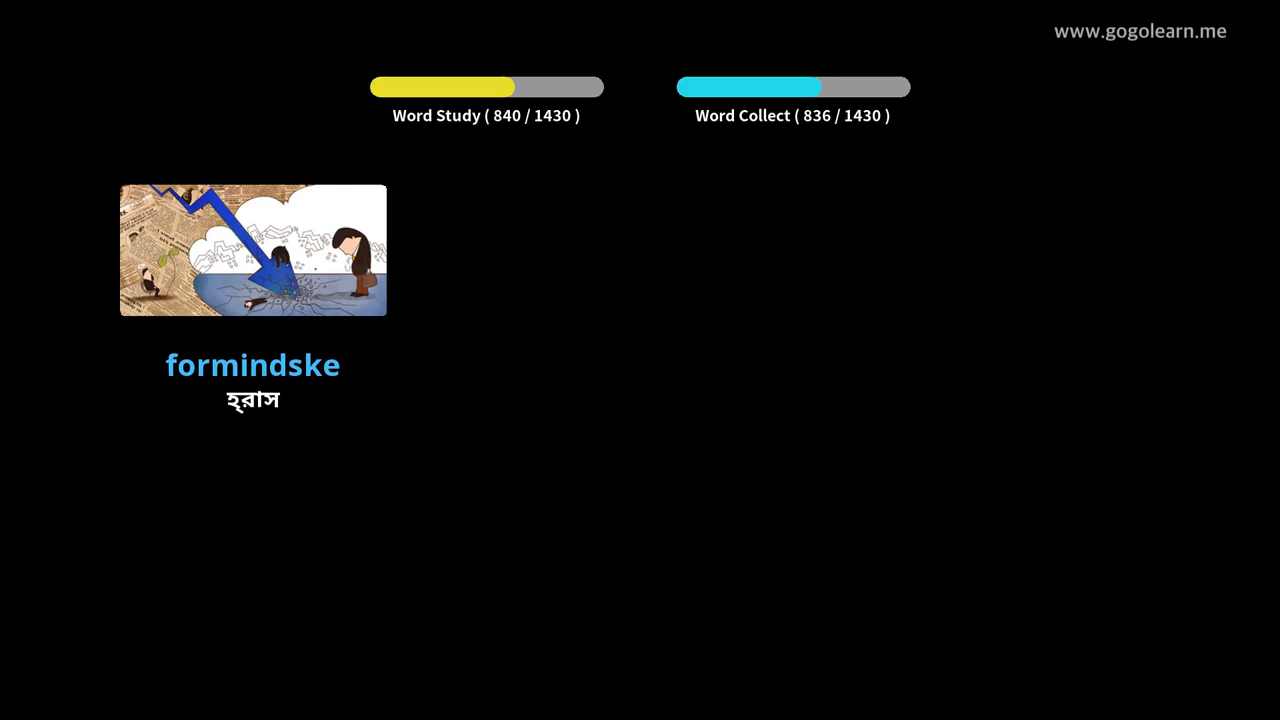 www.gogolearn.me
Word Study ( 840 / 1430 )
Word Collect ( 836 / 1430 )
formindske
হ্রাস